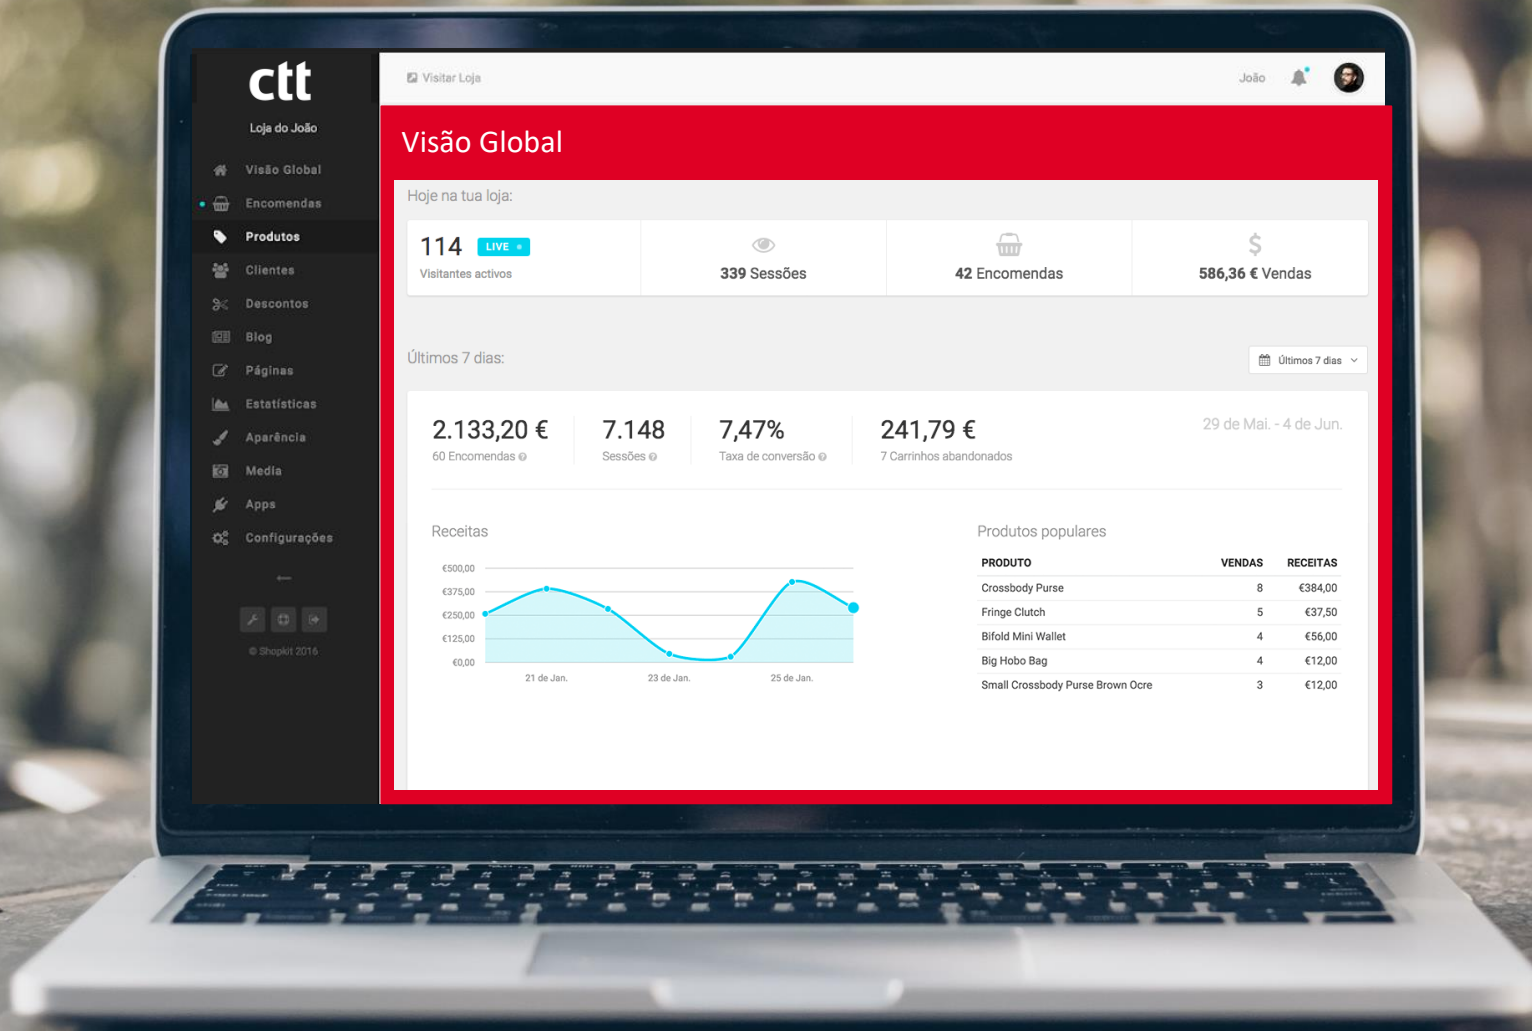 ctt
Loja do João
Visão Global
Encomendas
Produtos
Clientes
Descontos
Blog
Páginas
Estatísticas
Aparência
Media
Apps
Configurações
© Shopkit 2016
Visitar Loja
João
Visão Global
Hoje na tua loja:
114 LIVE
Visitantes activos
339 Sessões
42 Encomendas
586,36 € Vendas
Últimos 7 dias:
Últimos 7 dias
2.133,20 €
60 Encomendas
7.148
Sessões
7,47%
Taxa de conversão
241,79 €
7 Carrinhos abandonados
29 de Mai. - 4 de Jun.
Receitas
€500,00
€375,00
€250,00
€125,00
€0,00
21 de Jan. 23 de Jan. 25 de Jan.
Produtos populares
PRODUTO VENDAS RECEITAS
Crossbody Purse 8 €384,00
Fringe Clutch 5 €37,50
Bifold Mini Wallet 4 €56,00
Big Hobo Bag 4 €12,00
Small Crossbody Purse Brown Ocre 3 €12,00